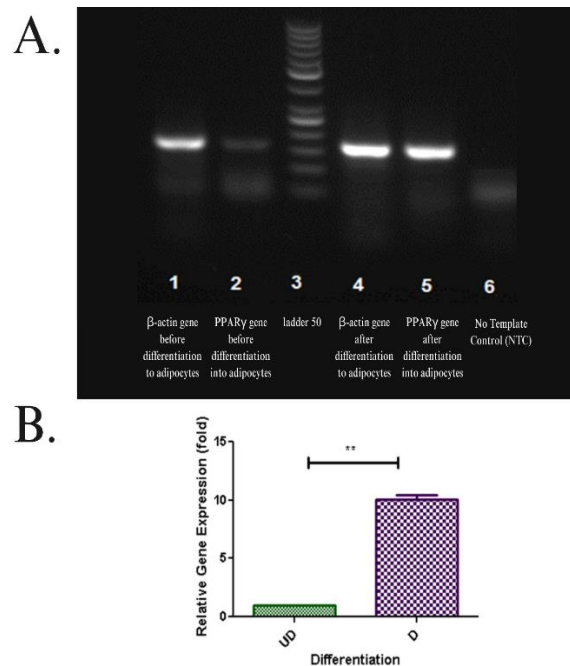 A.
1
2
3
4
5
6
β-actin gene
before
differentiation
to adipocytes
PPARγ gene
before
differentiation
into adipocytes
ladder 50
β-actin gene
after
differentiation
to adipocytes
PPARγ gene
after
differentiation
into adipocytes
No Template
Control (NTC)
B.
Relative Gene Expression (fold)
15
10
5
0
**
UD
D
Differentiation